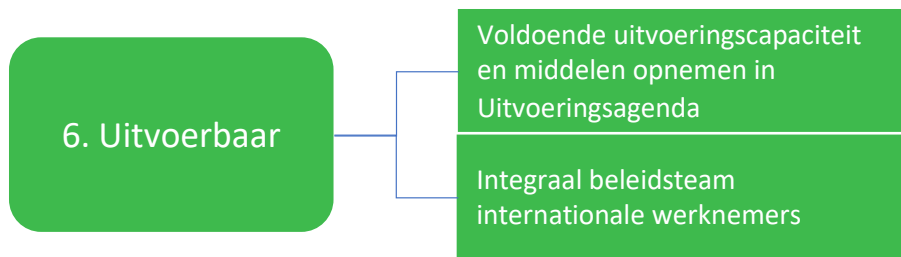 6. Uitvoerbaar
Voldoende uitvoeringscapaciteit
en middelen opnemen in
Uitvoeringsagenda
Integraal beleidsteam
internationale werknemers